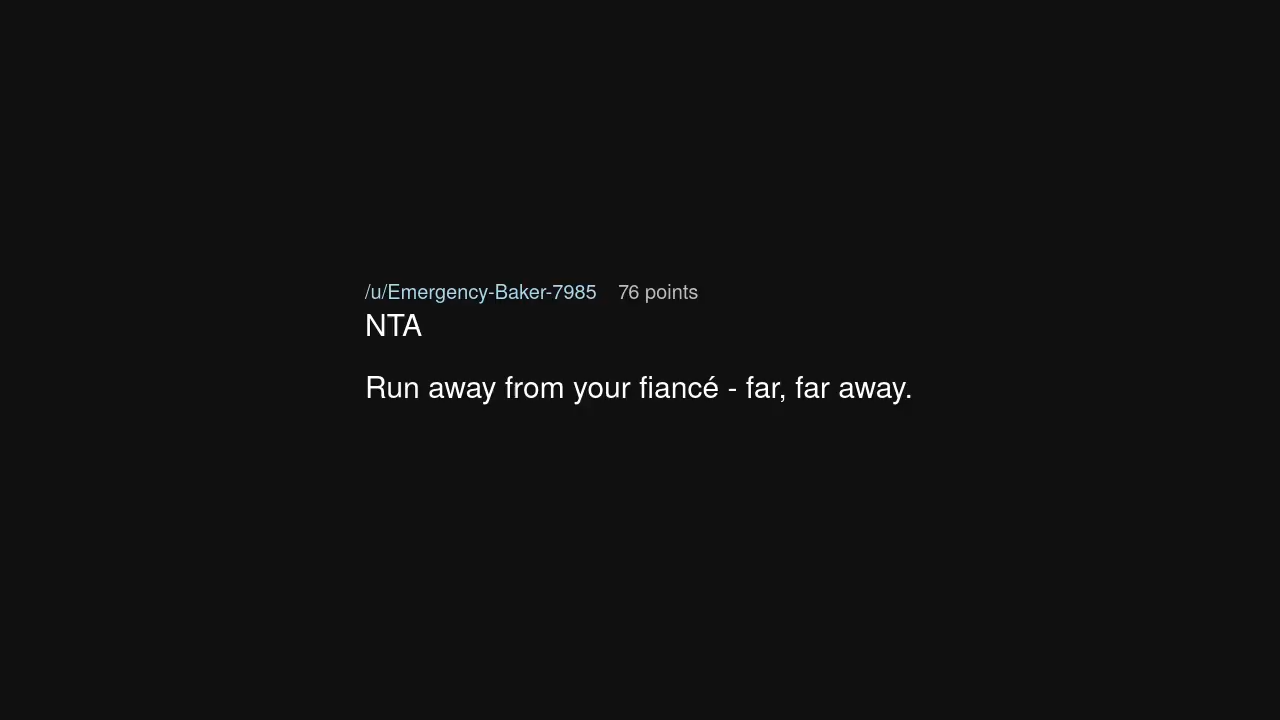 /u/Emergency-Baker-7985 76 points
NTA
Run away from your fiancé - far, far away.